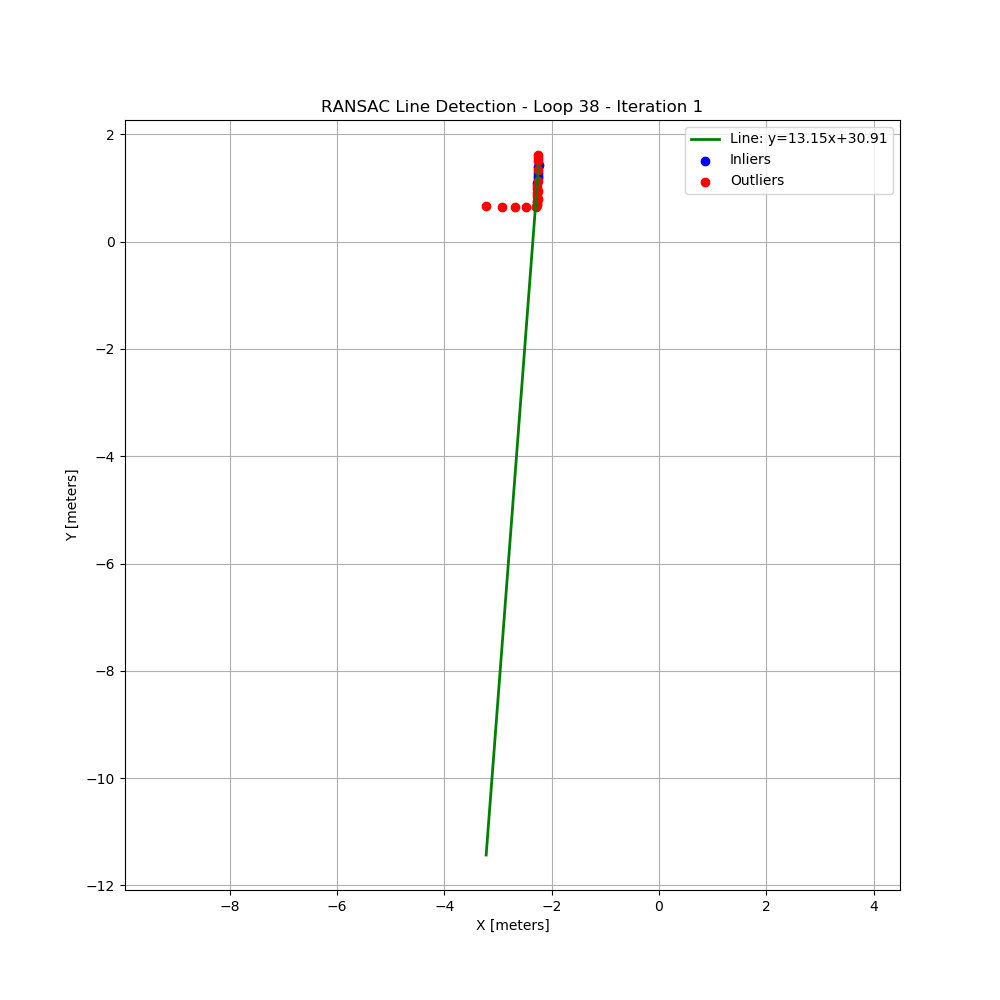 RANSAC Line Detection - Loop 38 - Iteration 1
Line: y=13.15x+30.91
Inliers
Outliers
2
0
−2
−4
−6
−8
−10
−12
Y [meters]
−8 −6 −4 −2 0 2 4
X [meters]